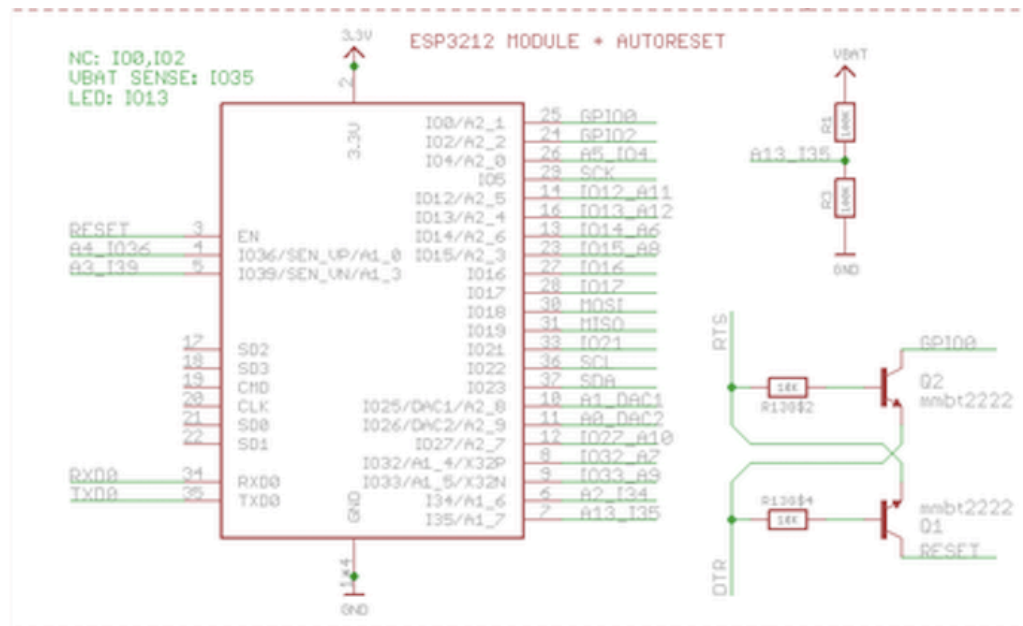 ESP3212 MODULE + AUTORESET
NC: IO0,IO2
VBAT SENSE: IO35
LED: IO13
3.3V
2
3.3V
RESET 3 EN
A4_IO36 4 IO36/SEN_VP/A1_0
A3_I39 5 IO39/SEN_VN/A1_3
17 SD2
18 SD3
19 CMD
20 CLK
21 SD0
22 SD1
RXD0 34 RXD0
TXD0 35 TXD0
IO0/A2_1 25 GPIO0
IO2/A2_2 24 GPIO2
IO4/A2_0 26 A5_IO4
IO5 29 SCK
IO12/A2_5 14 IO12_A11
IO13/A2_4 16 IO13_A12
IO14/A2_6 13 IO14_A6
IO15/A2_3 23 IO15_A8
IO16 27 IO16
IO17 28 IO17
IO18 30 MOSI
IO19 31 MISO
IO21 33 IO21
IO22 36 SCL
IO23 37 SDA
IO25/DAC1/A2_8 10 A1_DAC1
IO26/DAC2/A2_9 11 A0_DAC2
IO27/A2_7 12 IO27_A10
IO32/A1_4/X32P 8 IO32_A7
IO33/A1_5/X32N 9 IO33_A9
I34/A1_6 6 A2_I34
I35/A1_7 7 A13_I35
GND
1*4
GND
VBAT
R1
100K
A13_I35
R3
100K
GND
RTS
10K
R13G$2
GPIO0
Q2
mmbt2222
R13G$4
10K
mmbt2222
Q1
RESET
DTR